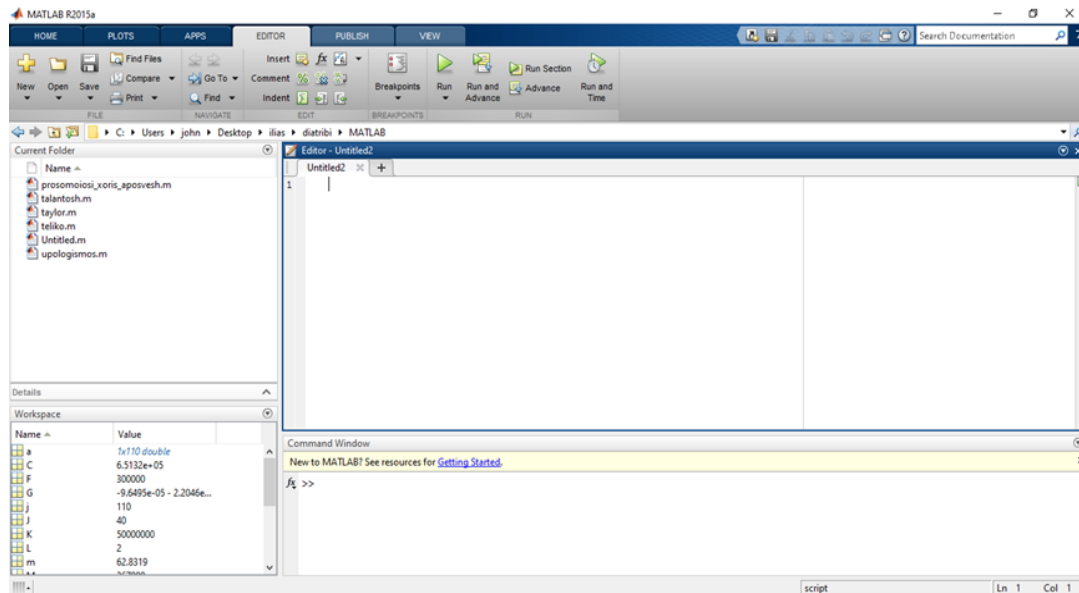 MATLAB R2015a
HOME PLOTS APPS EDITOR PUBLISH VIEW Search Documentation
New Open Save Find Files Compare Print Go To Find Insert fx Comment Indent Breakpoints Run Run and Advance Run Section Advance Run and Time
FILE NAVIGATE EDIT BREAKPOINTS RUN
C: Users john Desktop ilias diatribi MATLAB
Current Folder
Name
prosomoiosi_xoris_aposvesh.m
talantosh.m
taylor.m
teliko.m
Untitled.m
upologismos.m
Details
Workspace
Name Value
a 1x110 double
C 6.5132e+05
F 300000
G -9.6495e-05 - 2.2046e...
j 110
J 40
K 50000000
L 2
m 62.8319
Editor - Untitled2
Untitled2
1
Command Window
New to MATLAB? See resources for Getting Started.
fx >>
script Ln 1 Col 1